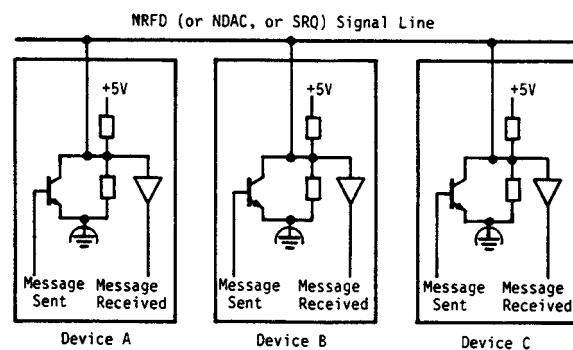 NRFD (or NDAC, or SRQ) Signal Line
+5V
Message Sent
Message Received
Device A
+5V
Message Sent
Message Received
Device B
+5V
Message Sent
Message Received
Device C